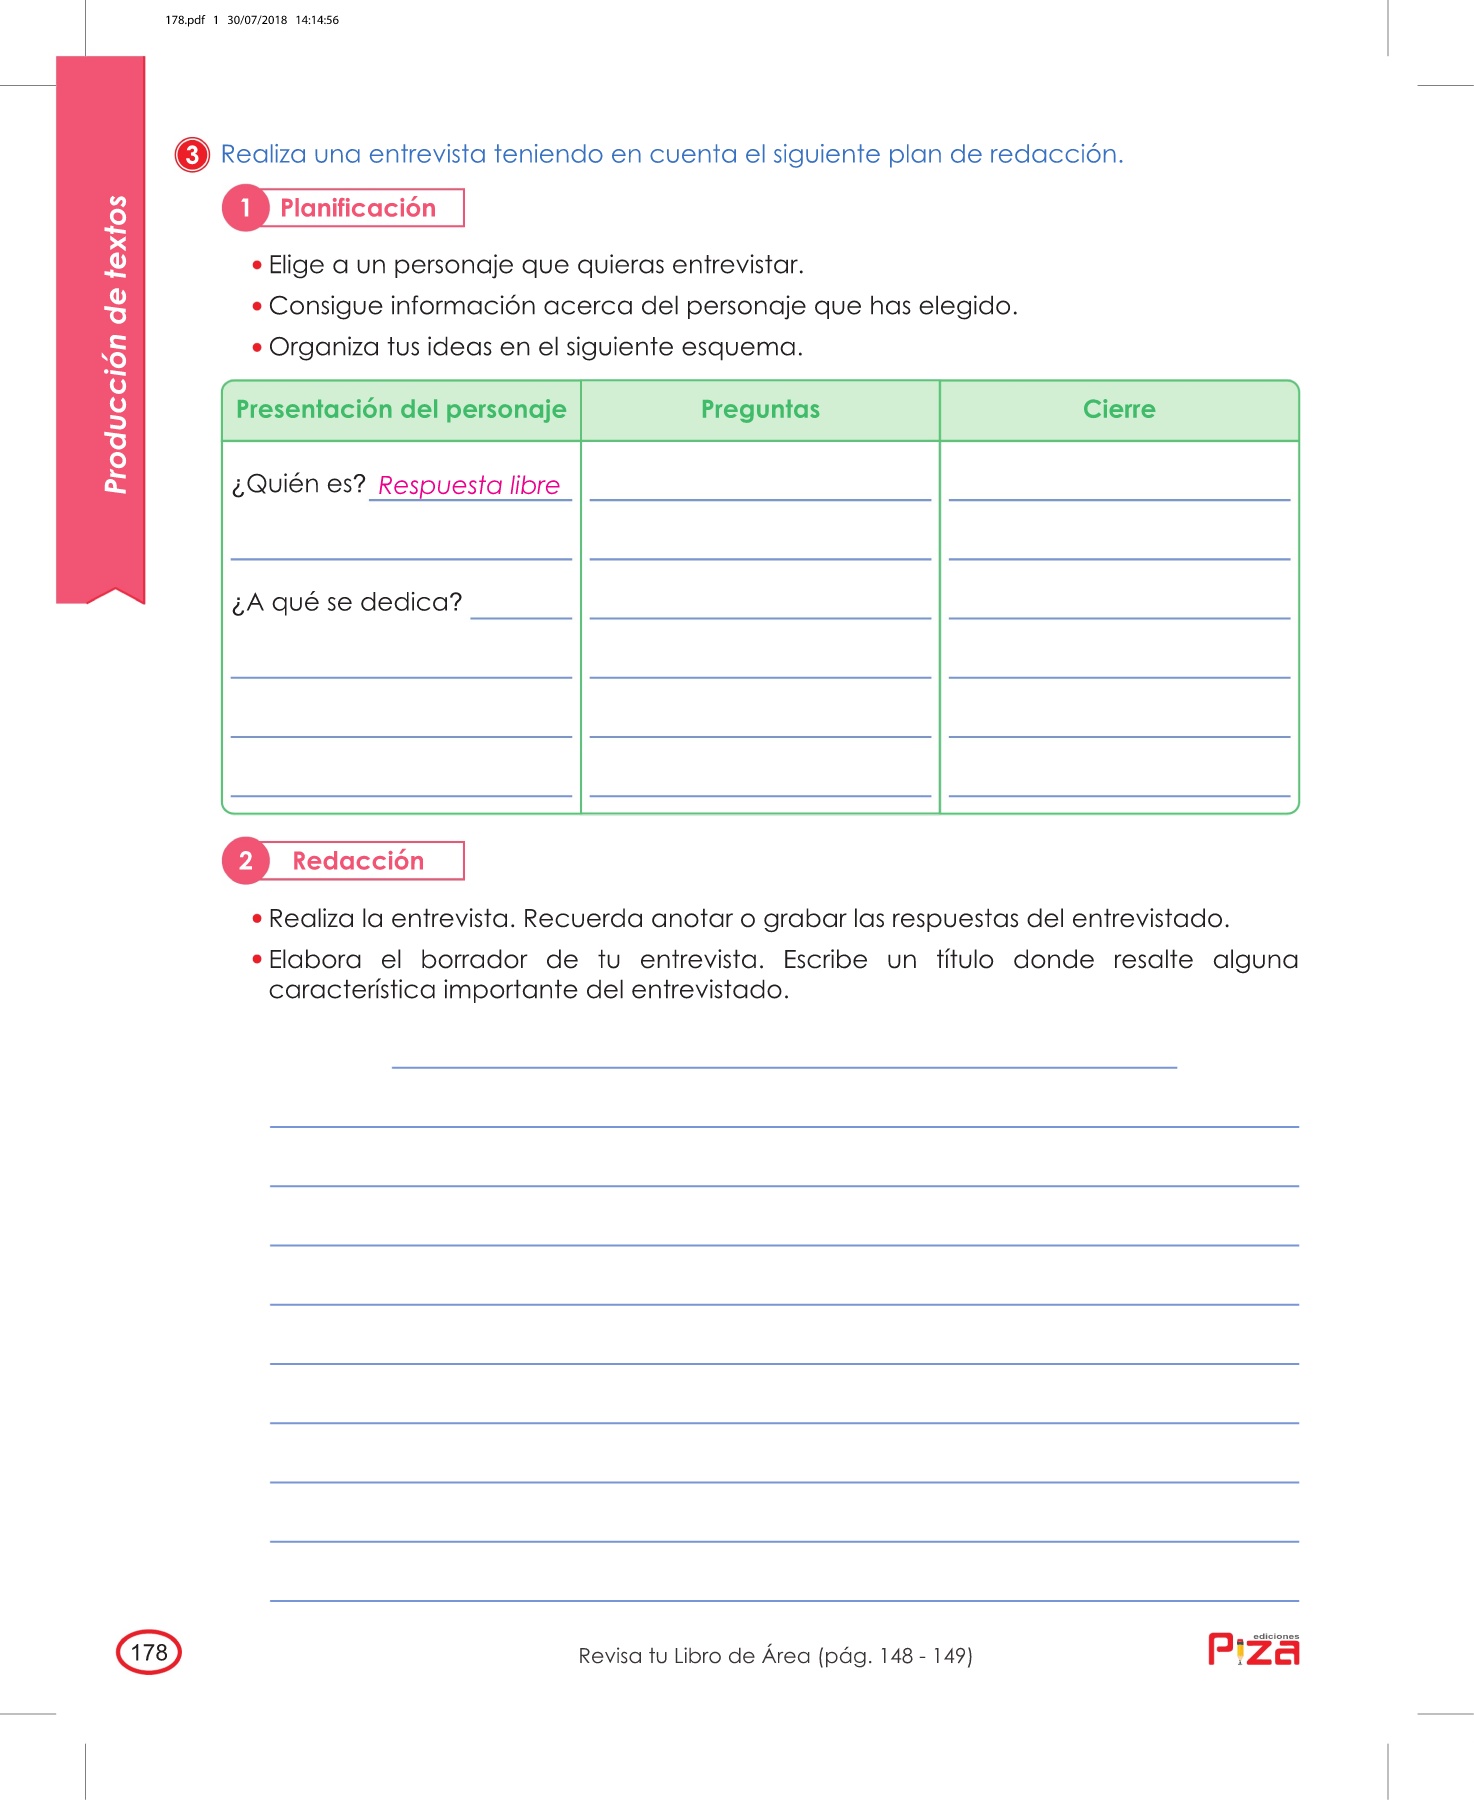 178.pdf 1 30/07/2018 14:14:56
Producción de textos
3 Realiza una entrevista teniendo en cuenta el siguiente plan de redacción.
1 Planificación
• Elige a un personaje que quieras entrevistar.
• Consigue información acerca del personaje que has elegido.
• Organiza tus ideas en el siguiente esquema.
Presentación del personaje Preguntas Cierre
¿Quién es? Respuesta libre
¿A qué se dedica?
2 Redacción
• Realiza la entrevista. Recuerda anotar o grabar las respuestas del entrevistado.
• Elabora el borrador de tu entrevista. Escribe un título donde resalte alguna
característica importante del entrevistado.
178
Revisa tu Libro de Área (pág. 148 - 149)
ediciones
Piza